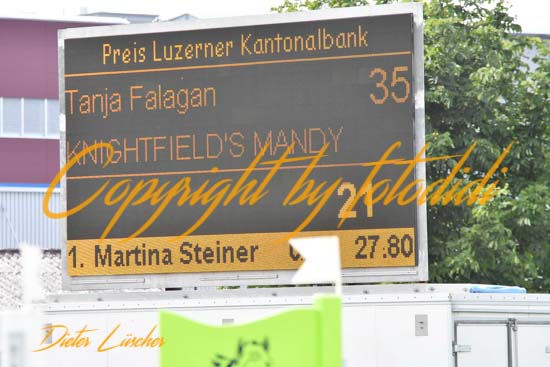 Preis Luzerner Kantonalbank
Tanja Falagan 35
KNIGHTFIELD'S MANDY
Copyright by fotodidi
21
1. Martina Steiner 27:80
Dieter Lüscher